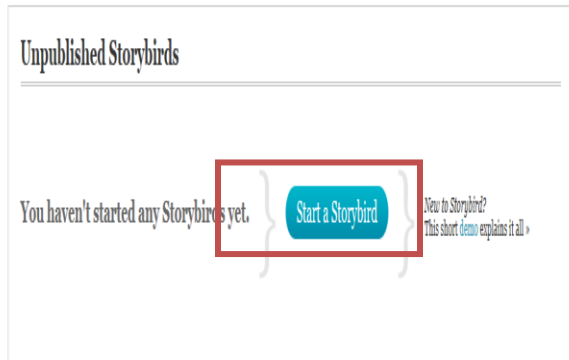 Unpublished Storybirds
You haven't started any Storybirds yet.
Start a Storybird
New to Storybird?
This short demo explains it all »